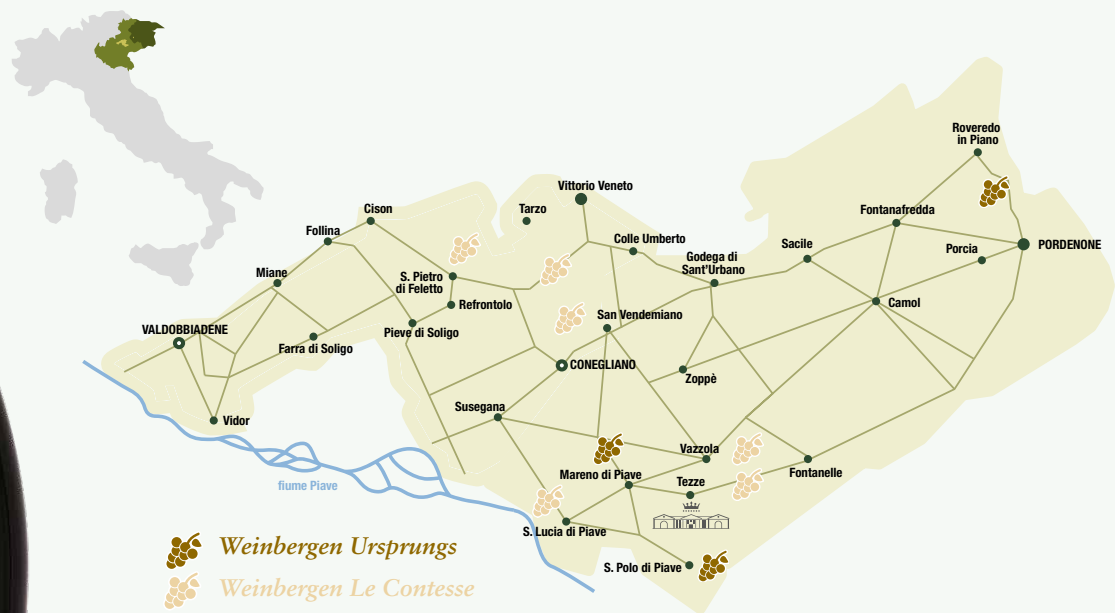 Roveredo
in Piano
Vittorio Veneto
Cison
Tarzo
Fontanafredda
Follina
Colle Umberto
Sacile
PORDENONE
Porcia
Godega di
Sant'Urbano
Miane
S. Pietro
di Feletto
Refrontolo
Camol
San Vendemiano
VALDOBBIADENE
Pieve di Soligo
Farra di Soligo
CONEGLIANO
Zoppè
Susegana
Vidor
Vazzola
Mareno di Piave
Fontanelle
Tezze
fiume Piave
S. Lucia di Piave
S. Polo di Piave
Weinbergen Ursprungs
Weinbergen Le Contesse